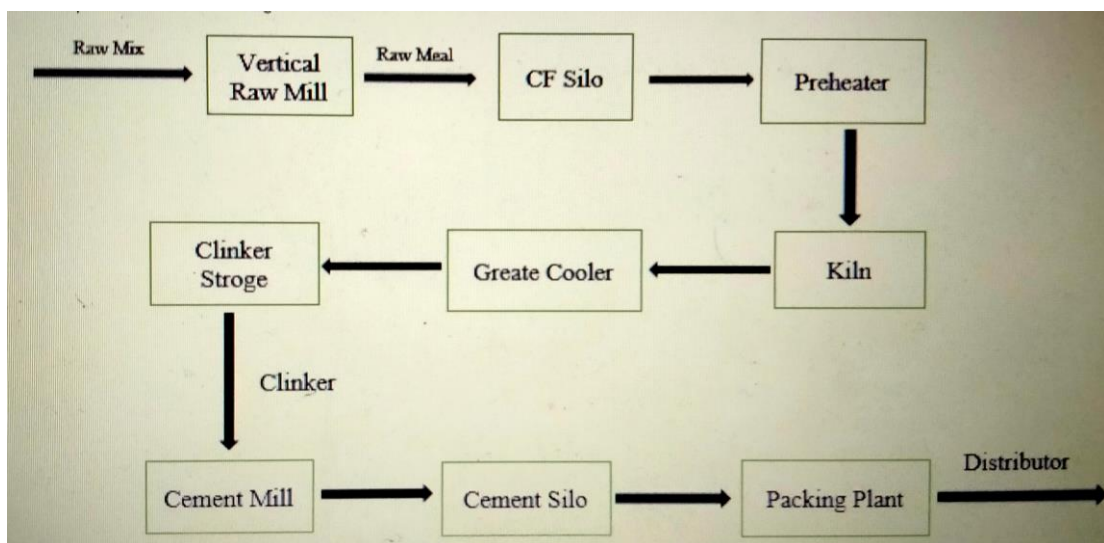 Raw Mix
Vertical
Raw Mill
Raw Meal
CF Silo
Preheater
Kiln
Greate Cooler
Clinker
Stroge
Clinker
Cement Mill
Cement Silo
Packing Plant
Distributor